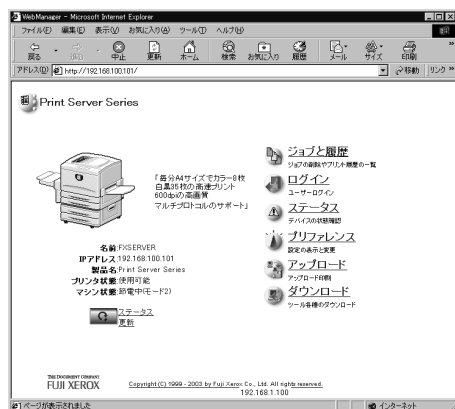 WebManager - Microsoft Internet Explorer
ファイル(F) 編集(E) 表示(V) お気に入り(A) ツール(T) ヘルプ(H)
戻る 中止 更新 ホーム 検索 お気に入り 履歴 メール サイズ 印刷 »
アドレス(D) http://192.168.100.101/ 移動 リンク »
Print Server Series
「毎分A4サイズでカラー8枚
白黒35枚の高速プリント
600dpiの高画質
マルチプロトコルのサポート」
名前:FXSERVER
IPアドレス:192.168.100.101
製品名:Print Server Series
プリンタ状態:使用可能
マシン状態:節電中(モード2)
ステータス
更新
ジョブと履歴
ジョブの削除やプリント履歴の一覧
ログイン
ユーザーログイン
ステータス
デバイスの状態確認
プリファレンス
設定の表示と変更
アップロード
アップロード印刷
ダウンロード
ツール各種のダウンロード
THE DOCUMENT COMPANY
FUJI XEROX
Copyright (C) 1999 - 2003 by Fuji Xerox Co., Ltd. All rights reserved.
192.168.1.100
ページが表示されました インターネット